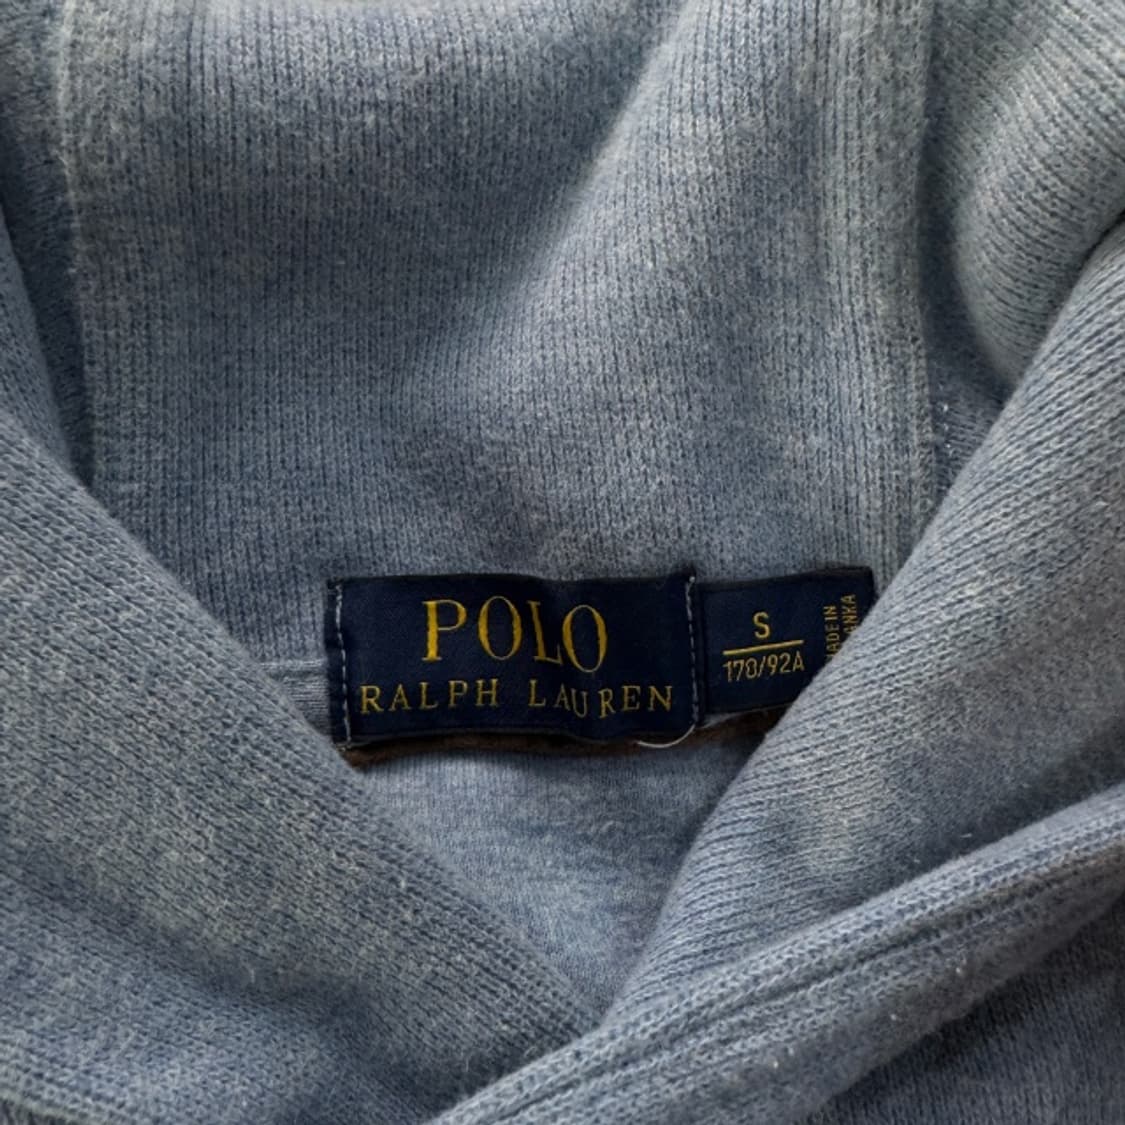 POLO
RALPH LAUREN
S
170/92A
MADE IN